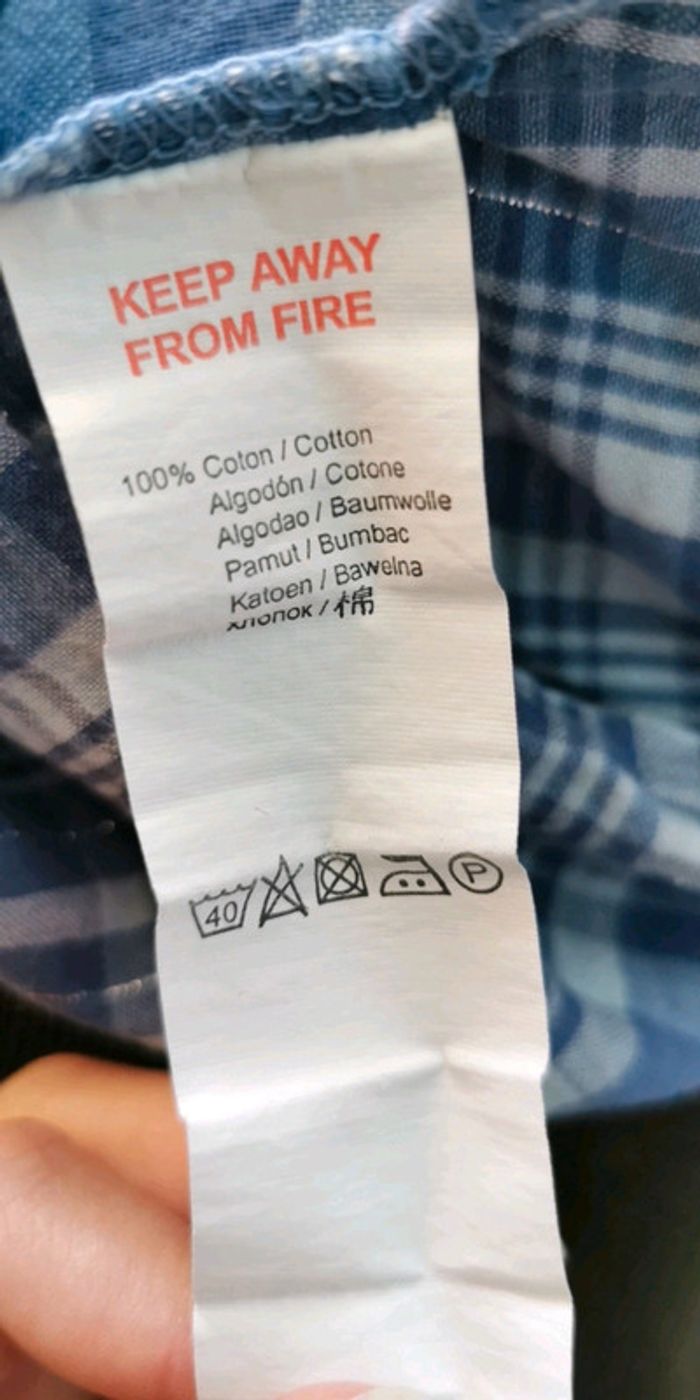 KEEP AWAY
FROM FIRE
100% Coton / Cotton
Algodón / Cotone
Algodao / Baumwolle
Pamut / Bumbac
Katoen / Bawelna
хлопок / 棉
40
P